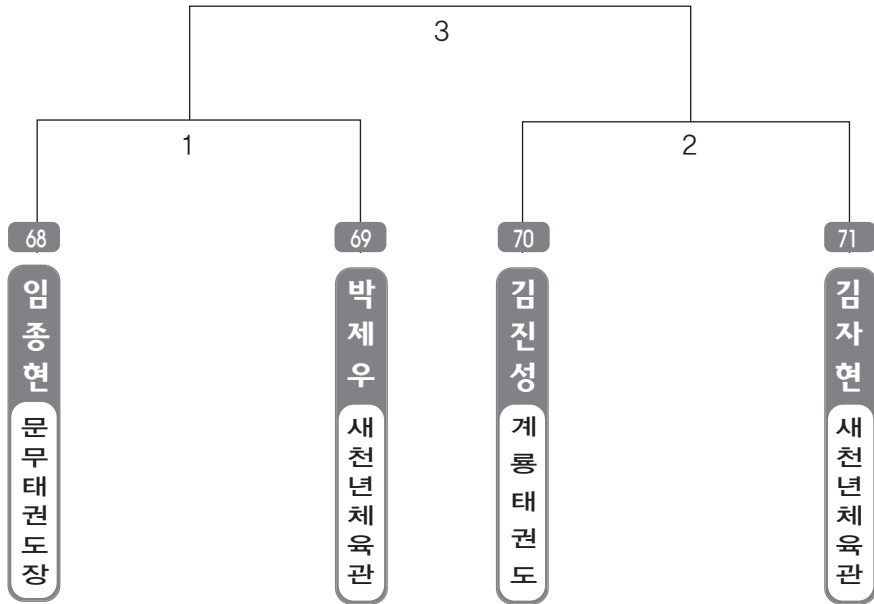 3
1
2
68
69
70
71
임종현
박제우
김진성
김자현
문무태권도장
새천년체육관
계룡태권도
새천년체육관